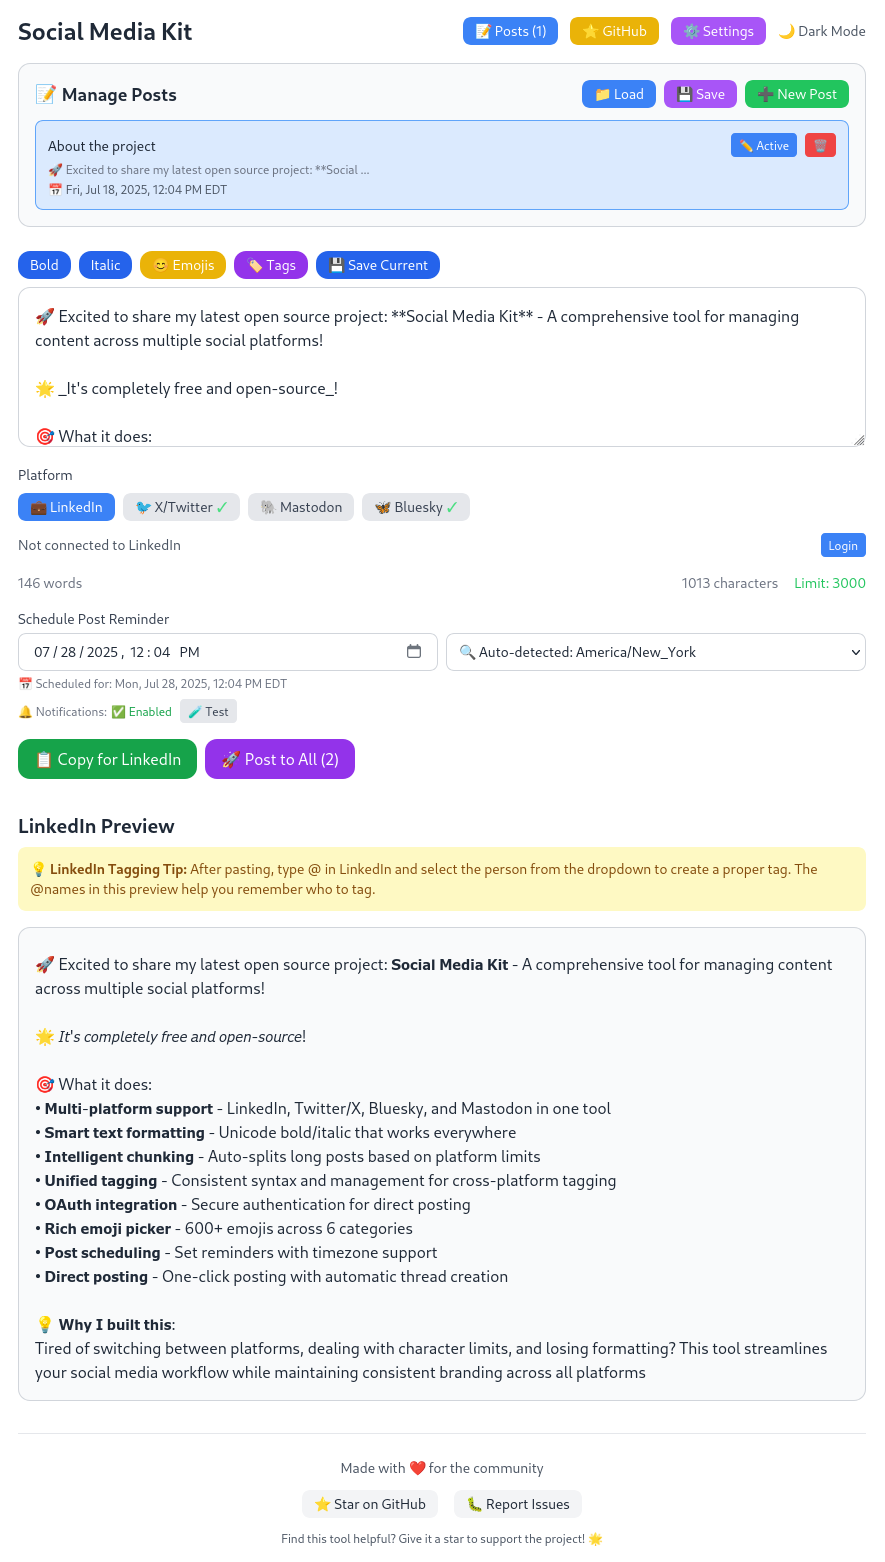 Social Media Kit
📝 Posts (1)
⭐ GitHub
⚙️ Settings
🌙 Dark Mode
📝 Manage Posts
📁 Load
💾 Save
➕ New Post
About the project
✏️ Active
🗑️
🚀 Excited to share my latest open source project: **Social ...
📅 Fri, Jul 18, 2025, 12:04 PM EDT
Bold
Italic
😊 Emojis
🏷️ Tags
💾 Save Current
🚀 Excited to share my latest open source project: **Social Media Kit** - A comprehensive tool for managing
content across multiple social platforms!
🌟 _It's completely free and open-source_!
🎯 What it does:
Platform
💼 LinkedIn
🐦 X/Twitter ✓
🐘 Mastodon
🦋 Bluesky ✓
Not connected to LinkedIn
Login
146 words
1013 characters
Limit: 3000
Schedule Post Reminder
07 / 28 / 2025 , 12 : 04 PM
🔍 Auto-detected: America/New_York
📅 Scheduled for: Mon, Jul 28, 2025, 12:04 PM EDT
🔔 Notifications: ✅ Enabled
🧪 Test
📋 Copy for LinkedIn
🚀 Post to All (2)
LinkedIn Preview
💡 LinkedIn Tagging Tip: After pasting, type @ in LinkedIn and select the person from the dropdown to create a proper tag. The
@names in this preview help you remember who to tag.
🚀 Excited to share my latest open source project: Social Media Kit - A comprehensive tool for managing content
across multiple social platforms!
🌟 It's completely free and open-source!
🎯 What it does:
• Multi-platform support - LinkedIn, Twitter/X, Bluesky, and Mastodon in one tool
• Smart text formatting - Unicode bold/italic that works everywhere
• Intelligent chunking - Auto-splits long posts based on platform limits
• Unified tagging - Consistent syntax and management for cross-platform tagging
• OAuth integration - Secure authentication for direct posting
• Rich emoji picker - 600+ emojis across 6 categories
• Post scheduling - Set reminders with timezone support
• Direct posting - One-click posting with automatic thread creation
💡 Why I built this:
Tired of switching between platforms, dealing with character limits, and losing formatting? This tool streamlines
your social media workflow while maintaining consistent branding across all platforms
Made with ❤️ for the community
⭐ Star on GitHub
🐛 Report Issues
Find this tool helpful? Give it a star to support the project! 🌟